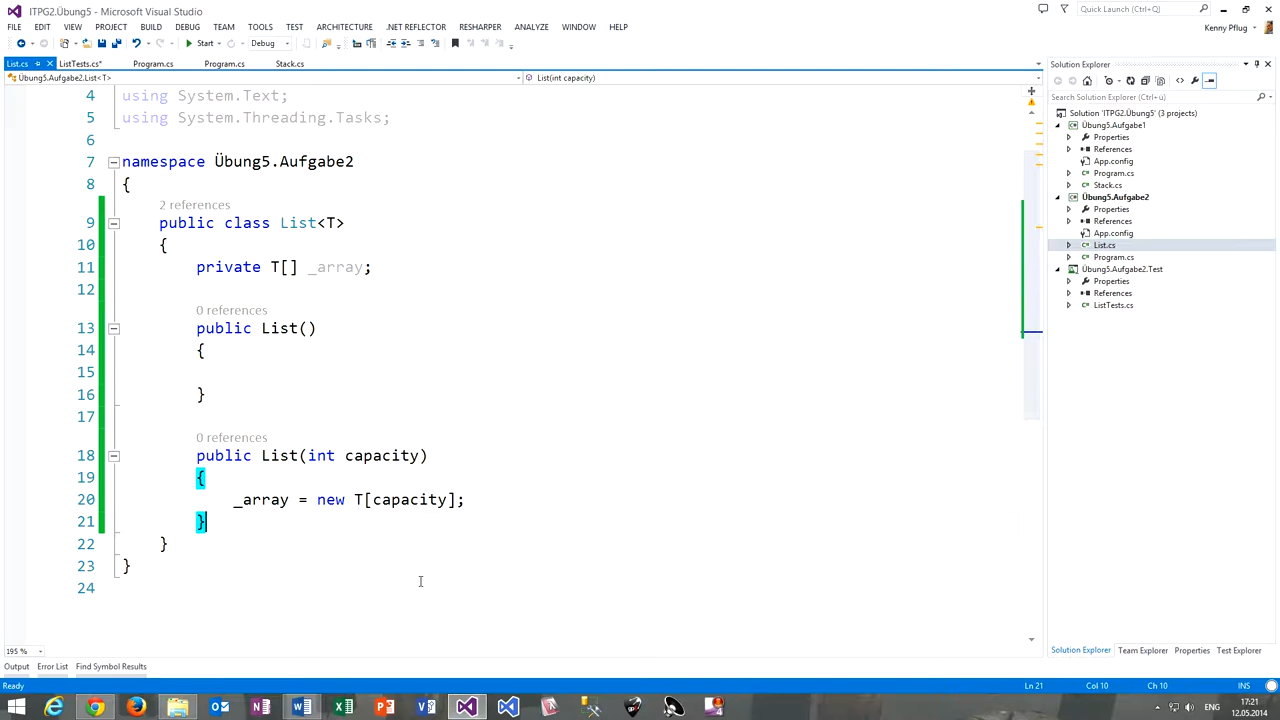 ITPG2.Übung5 - Microsoft Visual Studio
Quick Launch (Ctrl+Q)
FILE EDIT VIEW PROJECT BUILD DEBUG TEAM TOOLS TEST ARCHITECTURE .NET REFLECTOR RESHARPER ANALYZE WINDOW HELP
Kenny Pflug
Start
Debug
List.cs ListTests.cs* Program.cs Program.cs Stack.cs
Übung5.Aufgabe2.List<T>
List(int capacity)
4 using System.Text;
5 using System.Threading.Tasks;
6
7 namespace Übung5.Aufgabe2
8 {
2 references
9 public class List<T>
10 {
11 private T[] _array;
12
0 references
13 public List()
14 {
15
16 }
17
0 references
18 public List(int capacity)
19 {
20 _array = new T[capacity];
21 }
22 }
23 }
24
195 %
Solution Explorer
Search Solution Explorer (Ctrl+ü)
Solution 'ITPG2.Übung5' (3 projects)
Übung5.Aufgabe1
Properties
References
App.config
Program.cs
Stack.cs
Übung5.Aufgabe2
Properties
References
App.config
List.cs
Program.cs
Übung5.Aufgabe2.Test
Properties
References
ListTests.cs
Solution Explorer Team Explorer Properties Test Explorer
Output Error List Find Symbol Results
Ready
Ln 21 Col 10 Ch 10 INS
ENG
17:21
12.05.2014